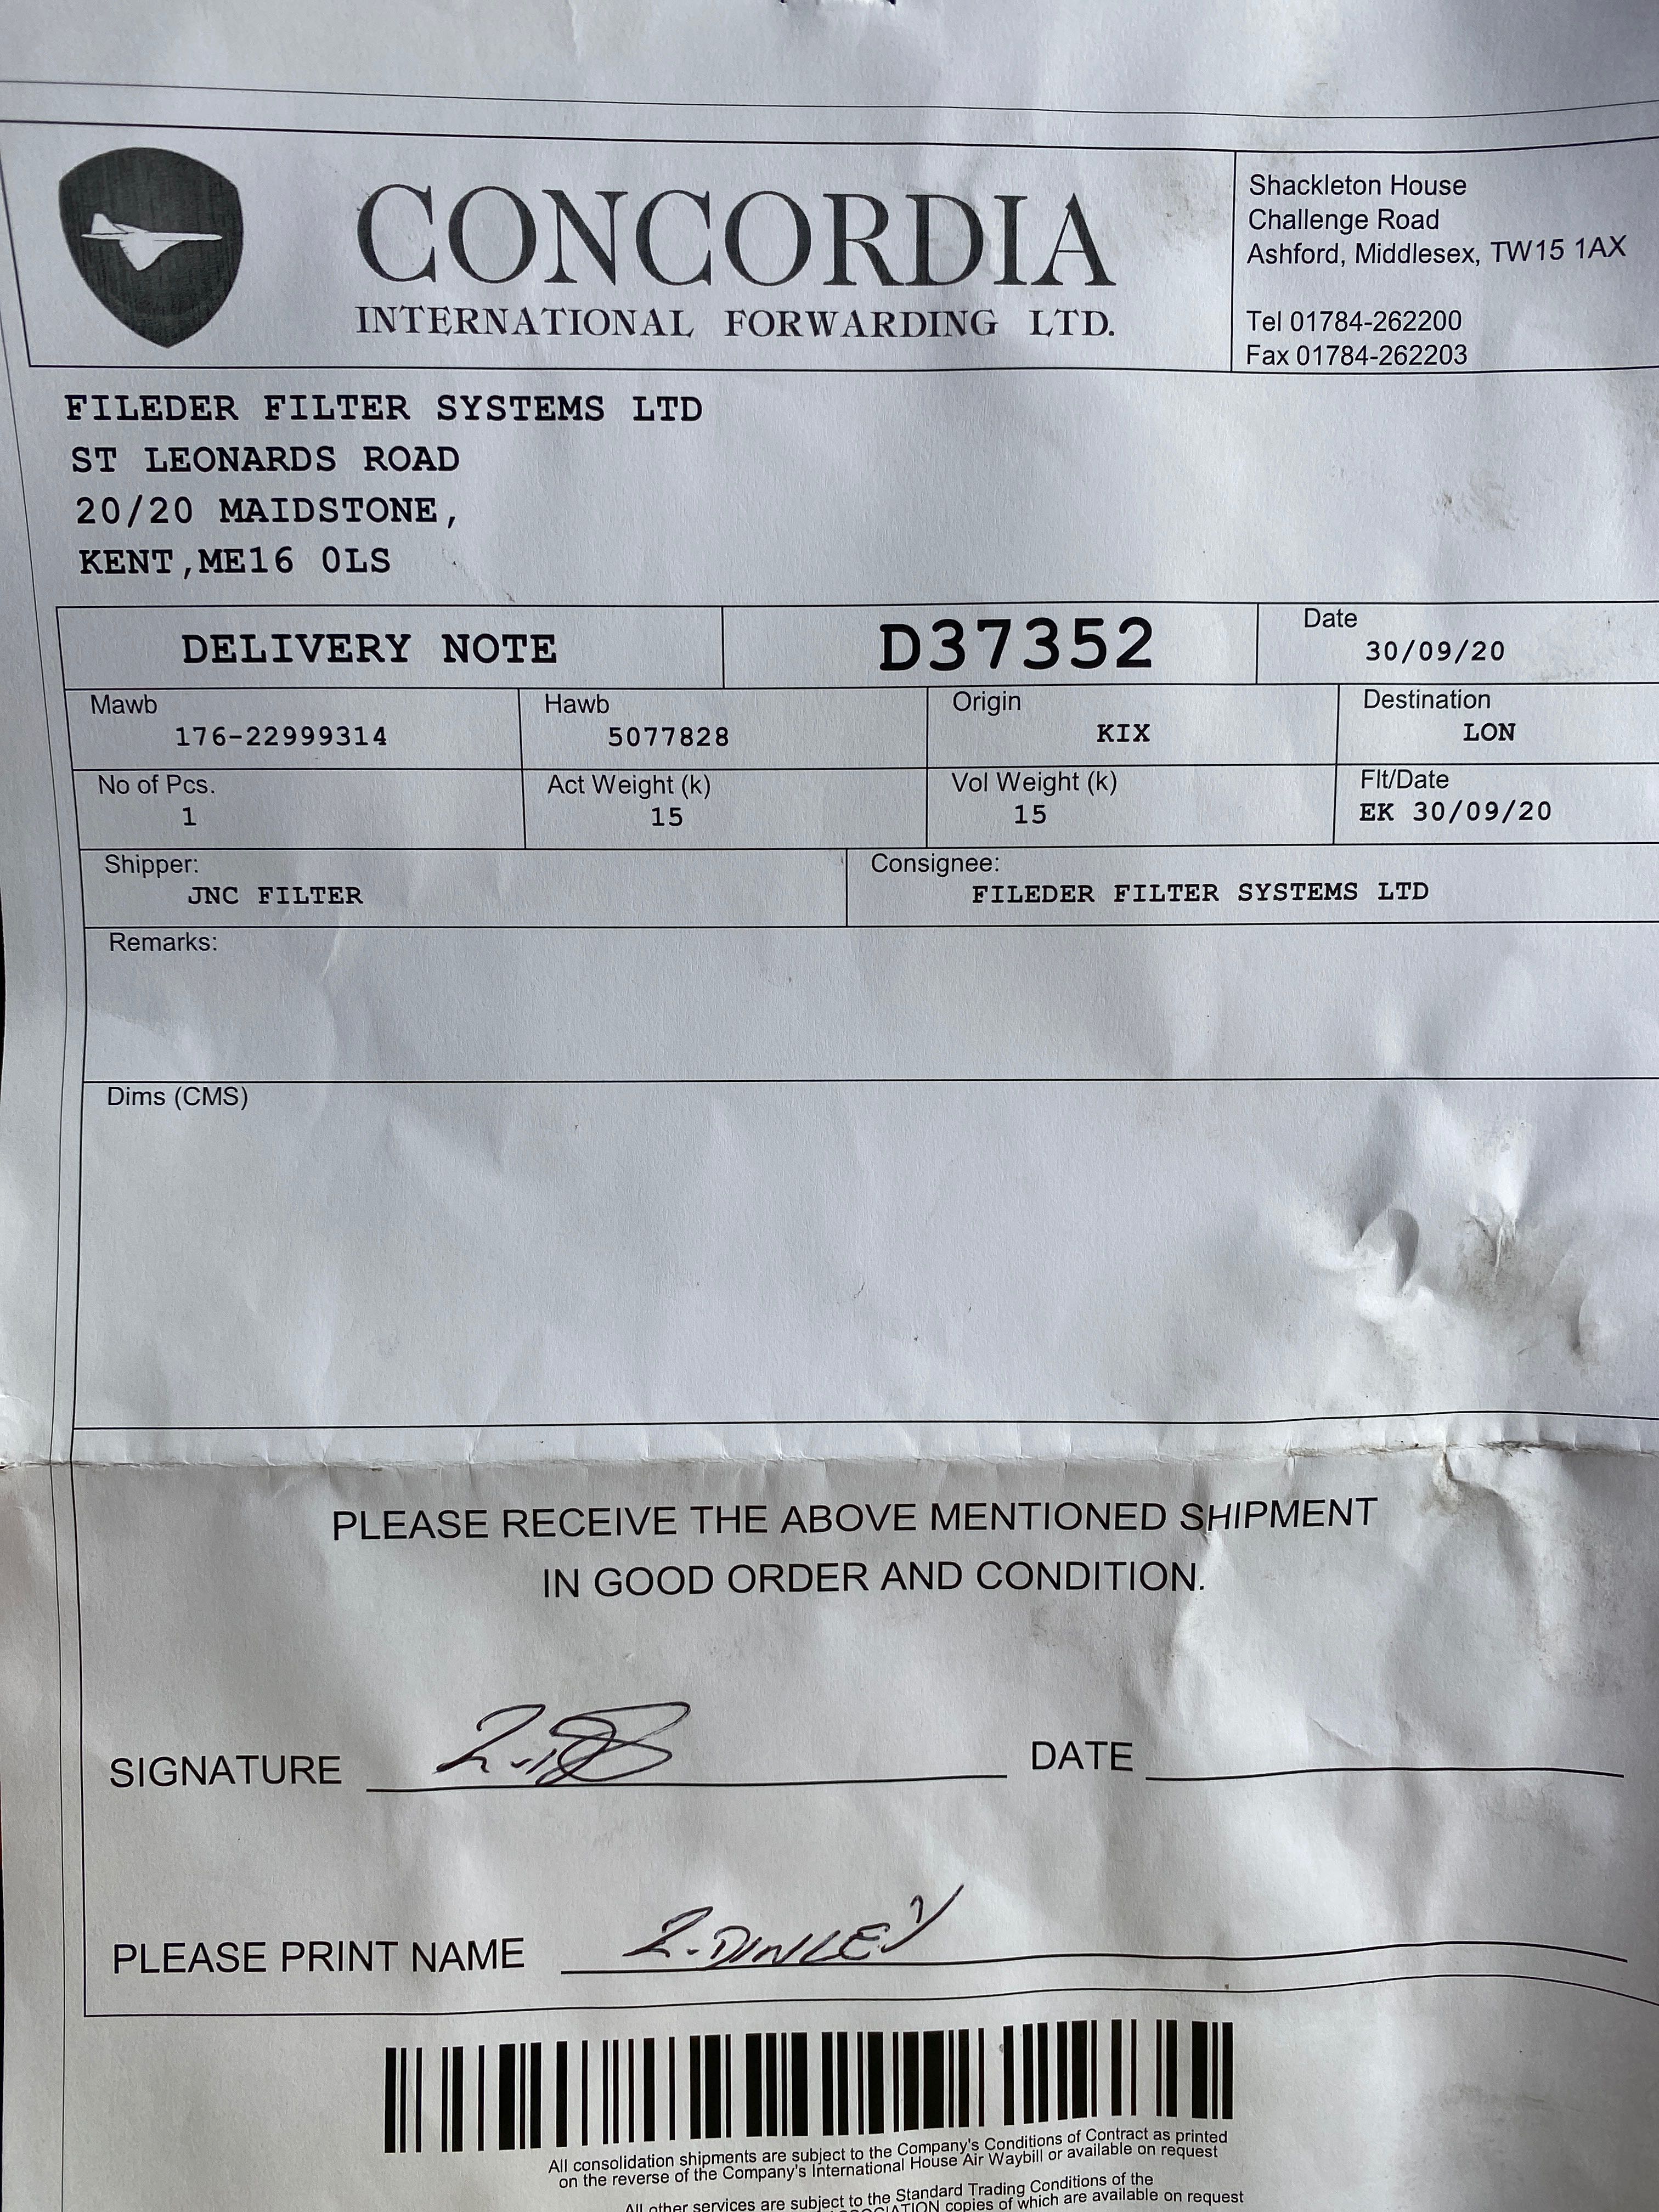 CONCORDIA
INTERNATIONAL FORWARDING LTD.
Shackleton House
Challenge Road
Ashford, Middlesex, TW15 1AX
Tel 01784-262200
Fax 01784-262203
FILEDER FILTER SYSTEMS LTD
ST LEONARDS ROAD
20/20 MAIDSTONE,
KENT,ME16 0LS
DELIVERY NOTE
D37352
Date
30/09/20
Mawb
176-22999314
Hawb
5077828
Origin
KIX
Destination
LON
No of Pcs.
1
Act Weight (k)
15
Vol Weight (k)
15
Flt/Date
EK 30/09/20
Shipper:
JNC FILTER
Consignee:
FILEDER FILTER SYSTEMS LTD
Remarks:
Dims (CMS)
PLEASE RECEIVE THE ABOVE MENTIONED SHIPMENT
IN GOOD ORDER AND CONDITION.
SIGNATURE
DATE
PLEASE PRINT NAME
DINLEY
All consolidation shipments are subject to the Company's Conditions of Contract as printed
on the reverse of the Company's International House Air Waybill or available on request
All other services are subject to the Standard Trading Conditions of the
copies of which are available on request